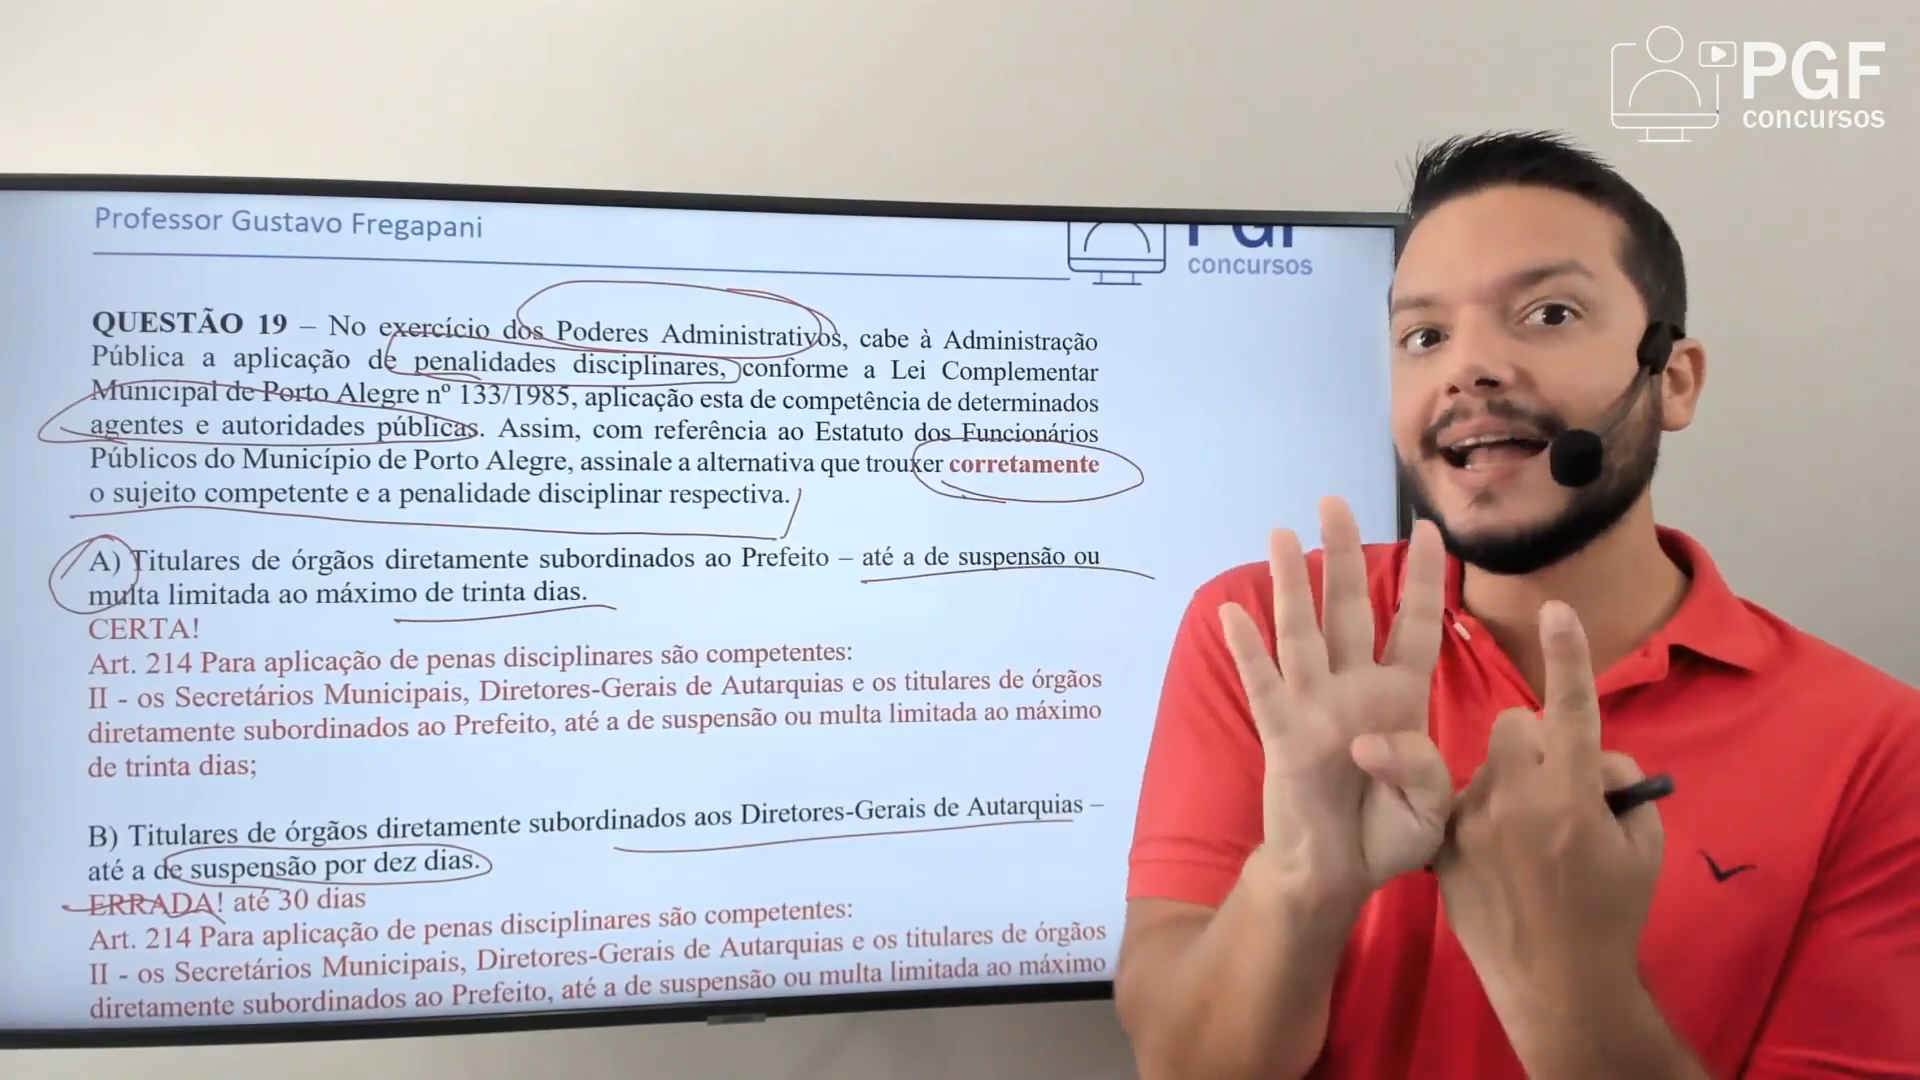 PGF
concursos
Professor Gustavo Fregapani
PGF
concursos
QUESTÃO 19 – No exercício dos Poderes Administrativos, cabe à Administração
Pública a aplicação de penalidades disciplinares, conforme a Lei Complementar
Municipal de Porto Alegre nº 133/1985, aplicação esta de competência de determinados
agentes e autoridades públicas. Assim, com referência ao Estatuto dos Funcionários
Públicos do Município de Porto Alegre, assinale a alternativa que trouxer corretamente
o sujeito competente e a penalidade disciplinar respectiva.
A) Titulares de órgãos diretamente subordinados ao Prefeito – até a de suspensão ou
multa limitada ao máximo de trinta dias.
CERTA!
Art. 214 Para aplicação de penas disciplinares são competentes:
II - os Secretários Municipais, Diretores-Gerais de Autarquias e os titulares de órgãos
diretamente subordinados ao Prefeito, até a de suspensão ou multa limitada ao máximo
de trinta dias;
B) Titulares de órgãos diretamente subordinados aos Diretores-Gerais de Autarquias –
até a de suspensão por dez dias.
ERRADA! até 30 dias
Art. 214 Para aplicação de penas disciplinares são competentes:
II - os Secretários Municipais, Diretores-Gerais de Autarquias e os titulares de órgãos
diretamente subordinados ao Prefeito, até a de suspensão ou multa limitada ao máximo